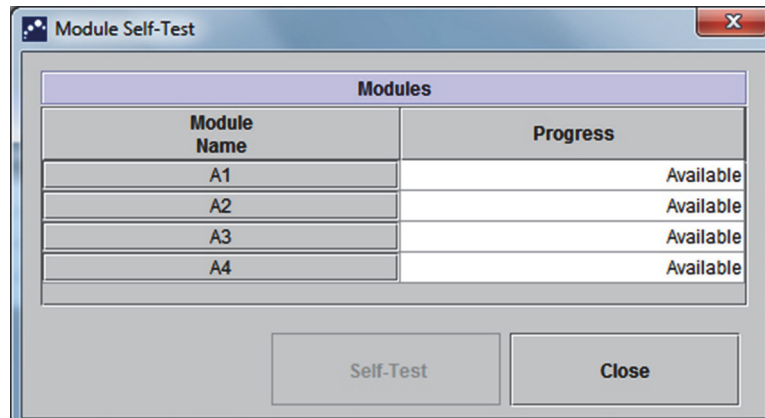 Module Self-Test
Modules
Module
Name
Progress
A1 Available
A2 Available
A3 Available
A4 Available
Self-Test Close